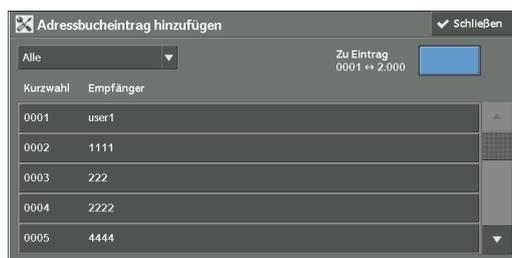 Adressbucheintrag hinzufügen
Schließen
Alle
Zu Eintrag
0001 ↔ 2.000
Kurzwahl Empfänger
0001 user1
0002 1111
0003 222
0004 2222
0005 4444